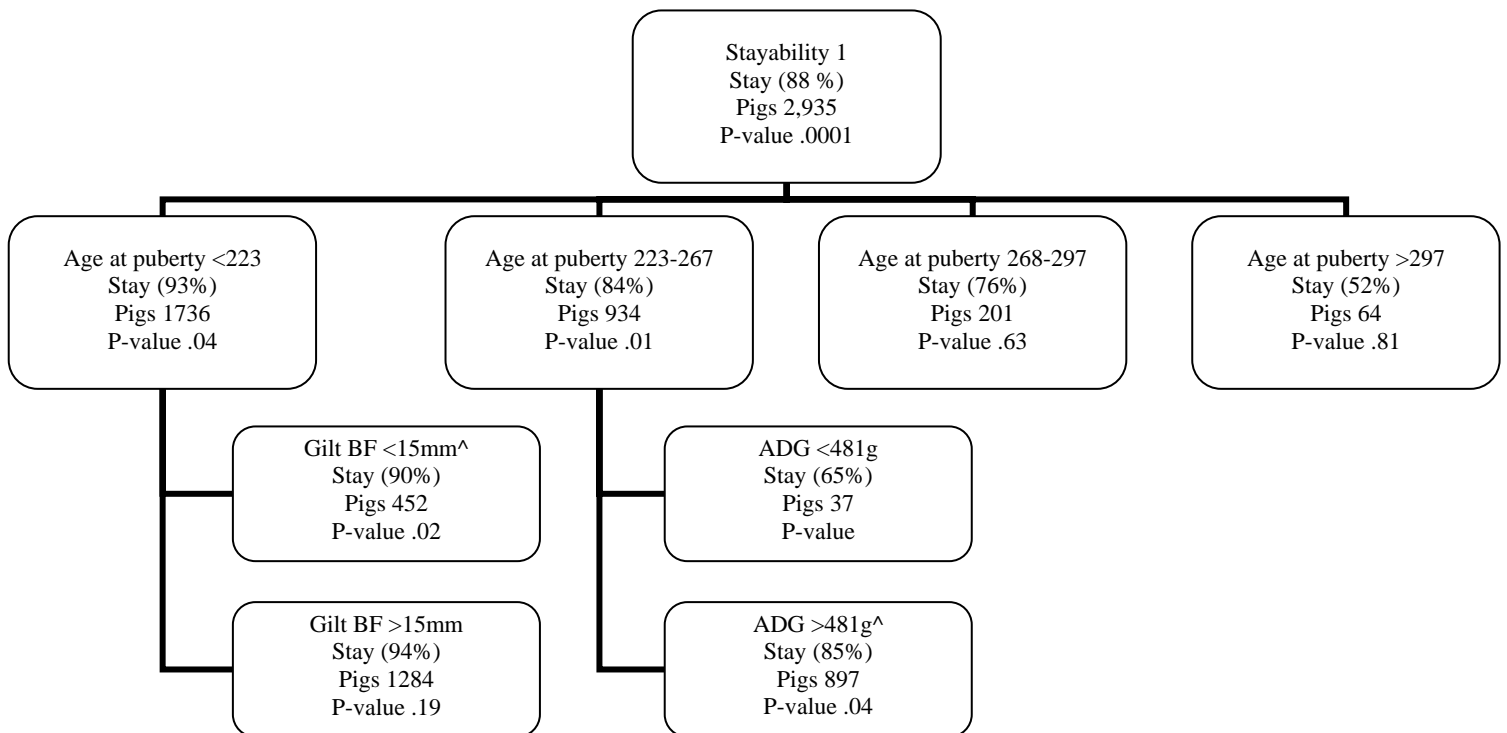 Stayability 1
Stay (88 %)
Pigs 2,935
P-value .0001
Age at puberty <223
Stay (93%)
Pigs 1736
P-value .04
Age at puberty 223-267
Stay (84%)
Pigs 934
P-value .01
Age at puberty 268-297
Stay (76%)
Pigs 201
P-value .63
Age at puberty >297
Stay (52%)
Pigs 64
P-value .81
Gilt BF <15mm^
Stay (90%)
Pigs 452
P-value .02
ADG <481g
Stay (65%)
Pigs 37
P-value
Gilt BF >15mm
Stay (94%)
Pigs 1284
P-value .19
ADG >481g^
Stay (85%)
Pigs 897
P-value .04